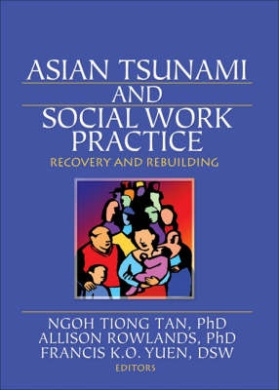 ASIAN TSUNAMI
AND
SOCIAL WORK
PRACTICE
RECOVERY AND REBUILDING
NGOH TIONG TAN, PhD
ALLISON ROWLANDS, PhD
FRANCIS K.O. YUEN, DSW
EDITORS